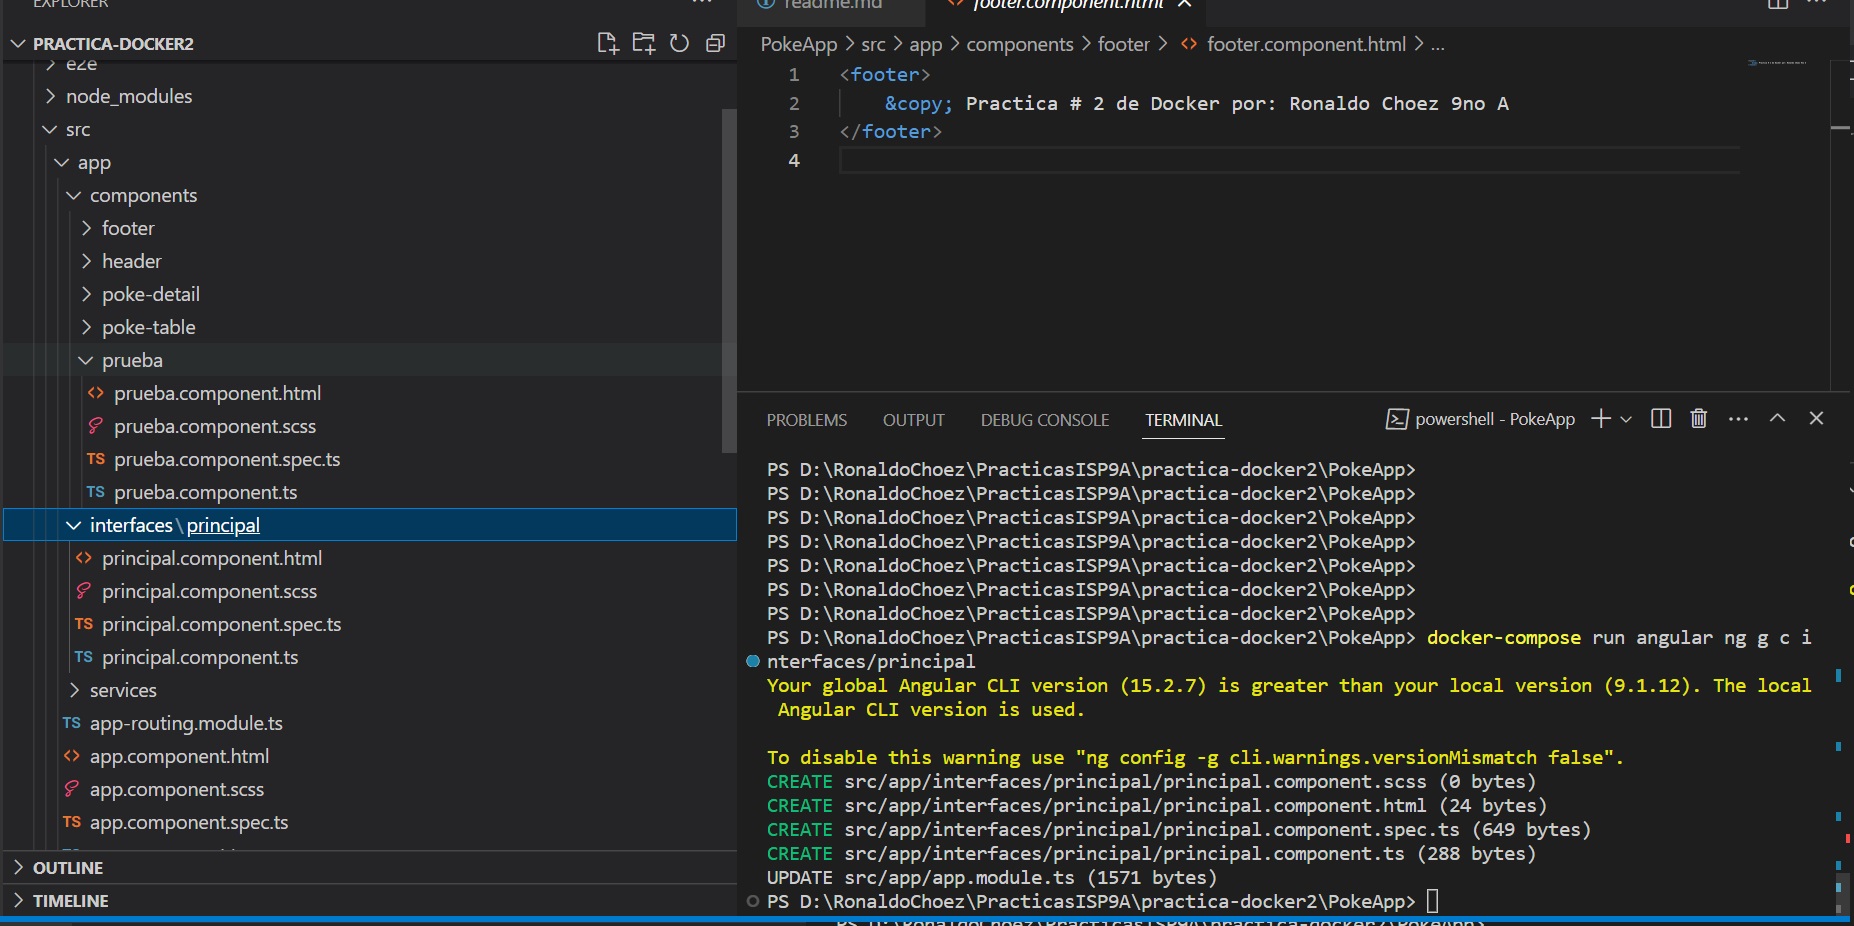 EXPLORER
PRACTICA-DOCKER2
e2e
node_modules
src
app
components
footer
header
poke-detail
poke-table
prueba
prueba.component.html
prueba.component.scss
TS prueba.component.spec.ts
TS prueba.component.ts
interfaces\principal
principal.component.html
principal.component.scss
TS principal.component.spec.ts
TS principal.component.ts
services
TS app-routing.module.ts
app.component.html
app.component.scss
TS app.component.spec.ts
OUTLINE
TIMELINE
readme.md footer.component.html
PokeApp > src > app > components > footer > footer.component.html > ...
1 <footer>
2 &copy; Practica # 2 de Docker por: Ronaldo Choez 9no A
3 </footer>
4
PROBLEMS OUTPUT DEBUG CONSOLE TERMINAL powershell - PokeApp
PS D:\RonaldoChoez\PracticasISP9A\practica-docker2\PokeApp>
PS D:\RonaldoChoez\PracticasISP9A\practica-docker2\PokeApp>
PS D:\RonaldoChoez\PracticasISP9A\practica-docker2\PokeApp>
PS D:\RonaldoChoez\PracticasISP9A\practica-docker2\PokeApp>
PS D:\RonaldoChoez\PracticasISP9A\practica-docker2\PokeApp>
PS D:\RonaldoChoez\PracticasISP9A\practica-docker2\PokeApp>
PS D:\RonaldoChoez\PracticasISP9A\practica-docker2\PokeApp>
PS D:\RonaldoChoez\PracticasISP9A\practica-docker2\PokeApp> docker-compose run angular ng g c i
nterfaces/principal
Your global Angular CLI version (15.2.7) is greater than your local version (9.1.12). The local
Angular CLI version is used.
To disable this warning use "ng config -g cli.warnings.versionMismatch false".
CREATE src/app/interfaces/principal/principal.component.scss (0 bytes)
CREATE src/app/interfaces/principal/principal.component.html (24 bytes)
CREATE src/app/interfaces/principal/principal.component.spec.ts (649 bytes)
CREATE src/app/interfaces/principal/principal.component.ts (288 bytes)
UPDATE src/app/app.module.ts (1571 bytes)
PS D:\RonaldoChoez\PracticasISP9A\practica-docker2\PokeApp>
PS D:\RonaldoChoez\PracticasISP9A\practica-docker2\PokeApp>